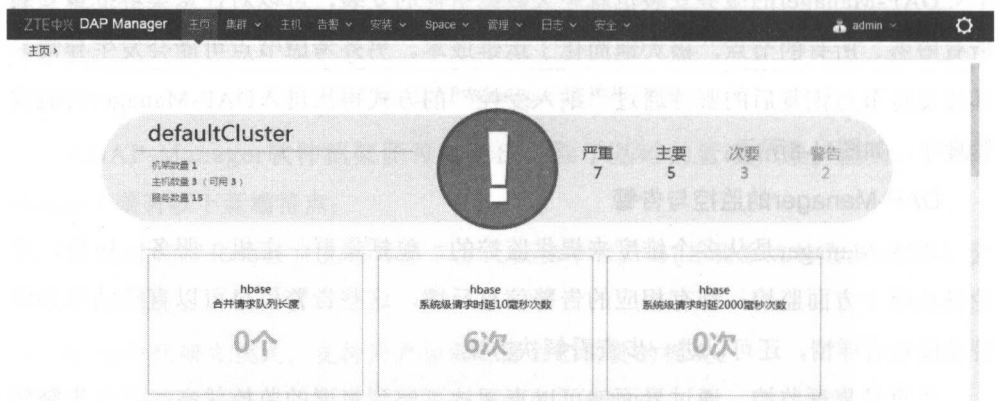 ZTE中兴 DAP Manager 主页 集群 主机 告警 安装 Space 管理 日志 安全 admin
主页
defaultCluster
机架数量 1
主机数量 3 （可用 3 ）
服务数量 15
严重 主要 次要 警告
7 5 3 2
hbase
合并请求队列长度
0个
hbase
系统级请求时延10毫秒次数
6次
hbase
系统级请求时延2000毫秒次数
0次